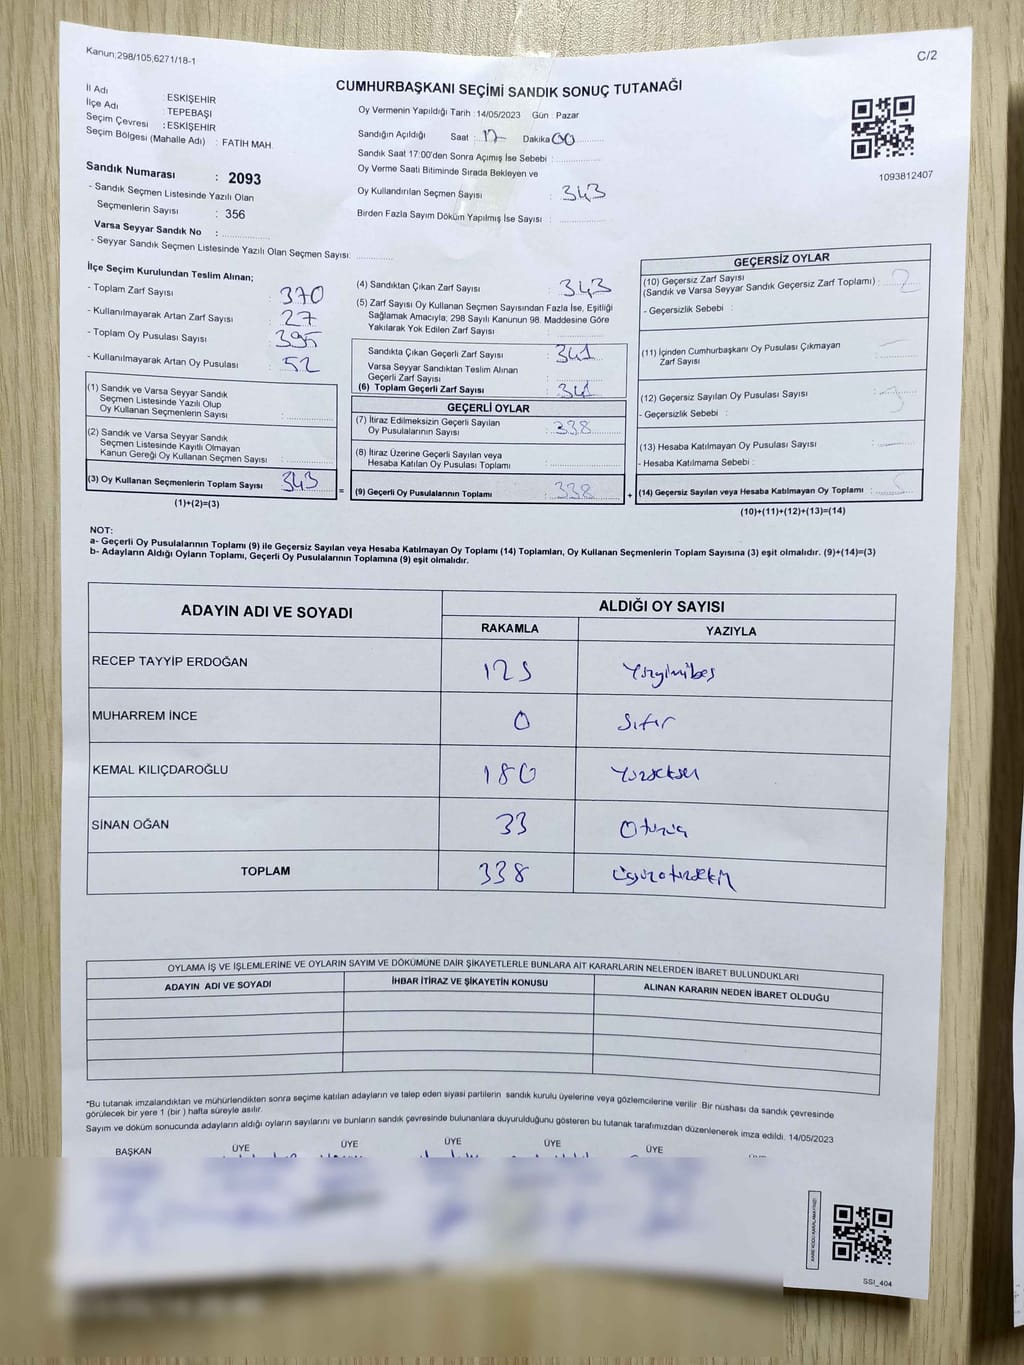 Kanun;298/105,6271/18-1
C/2
CUMHURBAŞKANI SEÇİMİ SANDIK SONUÇ TUTANAĞI
İl Adı : ESKİŞEHİR
İlçe Adı : TEPEBAŞI
Seçim Çevresi : ESKİŞEHİR
Seçim Bölgesi (Mahalle Adı) : FATİH MAH.
Sandık Numarası : 2093
- Sandık Seçmen Listesinde Yazılı Olan
Seçmenlerin Sayısı : 356
Varsa Seyyar Sandık No :
- Seyyar Sandık Seçmen Listesinde Yazılı Olan Seçmen Sayısı:
Oy Vermenin Yapıldığı Tarih : 14/05/2023 Gün : Pazar
Sandığın Açıldığı Saat : 17 Dakika 00
Sandık Saat 17:00'den Sonra Açımış İse Sebebi :
Oy Verme Saati Bitiminde Sırada Bekleyen ve
Oy Kullandırılan Seçmen Sayısı : 343
Birden Fazla Sayım Döküm Yapılmış İse Sayısı :
1093812407
İlçe Seçim Kurulundan Teslim Alınan;
- Toplam Zarf Sayısı : 370
- Kullanılmayarak Artan Zarf Sayısı : 27
- Toplam Oy Pusulası Sayısı : 395
- Kullanılmayarak Artan Oy Pusulası : 52
(1) Sandık ve Varsa Seyyar Sandık
Seçmen Listesinde Yazılı Olup
Oy Kullanan Seçmenlerin Sayısı :
(2) Sandık ve Varsa Seyyar Sandık
Seçmen Listesinde Kayıtlı Olmayan
Kanun Gereği Oy Kullanan Seçmen Sayısı :
(3) Oy Kullanan Seçmenlerin Toplam Sayısı 343
(1)+(2)=(3)
(4) Sandıktan Çıkan Zarf Sayısı : 343
(5) Zarf Sayısı Oy Kullanan Seçmen Sayısından Fazla İse, Eşitliği
Sağlamak Amacıyla; 298 Sayılı Kanunun 98. Maddesine Göre
Yakılarak Yok Edilen Zarf Sayısı :
Sandıkta Çıkan Geçerli Zarf Sayısı : 341
Varsa Seyyar Sandıktan Teslim Alınan
Geçerli Zarf Sayısı :
(6) Toplam Geçerli Zarf Sayısı : 341
GEÇERLİ OYLAR
(7) İtiraz Edilmeksizin Geçerli Sayılan
Oy Pusulalarının Sayısı : 338
(8) İtiraz Üzerine Geçerli Sayılan veya
Hesaba Katılan Oy Pusulası Toplamı :
= (9) Geçerli Oy Pusulalarının Toplamı : 338 +
GEÇERSİZ OYLAR
(10) Geçersiz Zarf Sayısı
(Sandık ve Varsa Seyyar Sandık Geçersiz Zarf Toplamı) : 2
- Geçersizlik Sebebi :
(11) İçinden Cumhurbaşkanı Oy Pusulası Çıkmayan
Zarf Sayısı :
(12) Geçersiz Sayılan Oy Pusulası Sayısı : 3
- Geçersizlik Sebebi :
(13) Hesaba Katılmayan Oy Pusulası Sayısı :
- Hesaba Katılmama Sebebi :
(14) Geçersiz Sayılan veya Hesaba Katılmayan Oy Toplamı : 5
(10)+(11)+(12)+(13)=(14)
NOT:
a- Geçerli Oy Pusulalarının Toplamı (9) ile Geçersiz Sayılan veya Hesaba Katılmayan Oy Toplamı (14) Toplamları, Oy Kullanan Seçmenlerin Toplam Sayısına (3) eşit olmalıdır. (9)+(14)=(3)
b- Adayların Aldığı Oyların Toplamı, Geçerli Oy Pusulalarının Toplamına (9) eşit olmalıdır.
ADAYIN ADI VE SOYADI ALDIĞI OY SAYISI
RAKAMLA YAZIYLA
RECEP TAYYİP ERDOĞAN 125 Yüzyirmibeş
MUHARREM İNCE 0 Sıfır
KEMAL KILIÇDAROĞLU 180 Yüzseksen
SİNAN OĞAN 33 Otuzüç
TOPLAM 338 üçyüzotuzsekiz
OYLAMA İŞ VE İŞLEMLERİNE VE OYLARIN SAYIM VE DÖKÜMÜNE DAİR ŞİKAYETLERLE BUNLARA AİT KARARLARIN NELERDEN İBARET BULUNDUKLARI
ADAYIN ADI VE SOYADI İHBAR İTİRAZ VE ŞİKAYETİN KONUSU ALINAN KARARIN NEDEN İBARET OLDUĞU
*Bu tutanak imzalandıktan ve mühürlendikten sonra seçime katılan adayların ve talep eden siyasi partilerin sandık kurulu üyelerine veya gözlemcilerine verilir. Bir nüshası da sandık çevresinde
görülecek bir yere 1 (bir ) hafta süreyle asılır.
Sayım ve döküm sonucunda adayların aldığı oyların sayılarını ve bunların sandık çevresinde bulunanlara duyurulduğunu gösteren bu tutanak tarafımızdan düzenlenerek imza edildi. 14/05/2023
BAŞKAN ÜYE ÜYE ÜYE ÜYE ÜYE
SSI_404